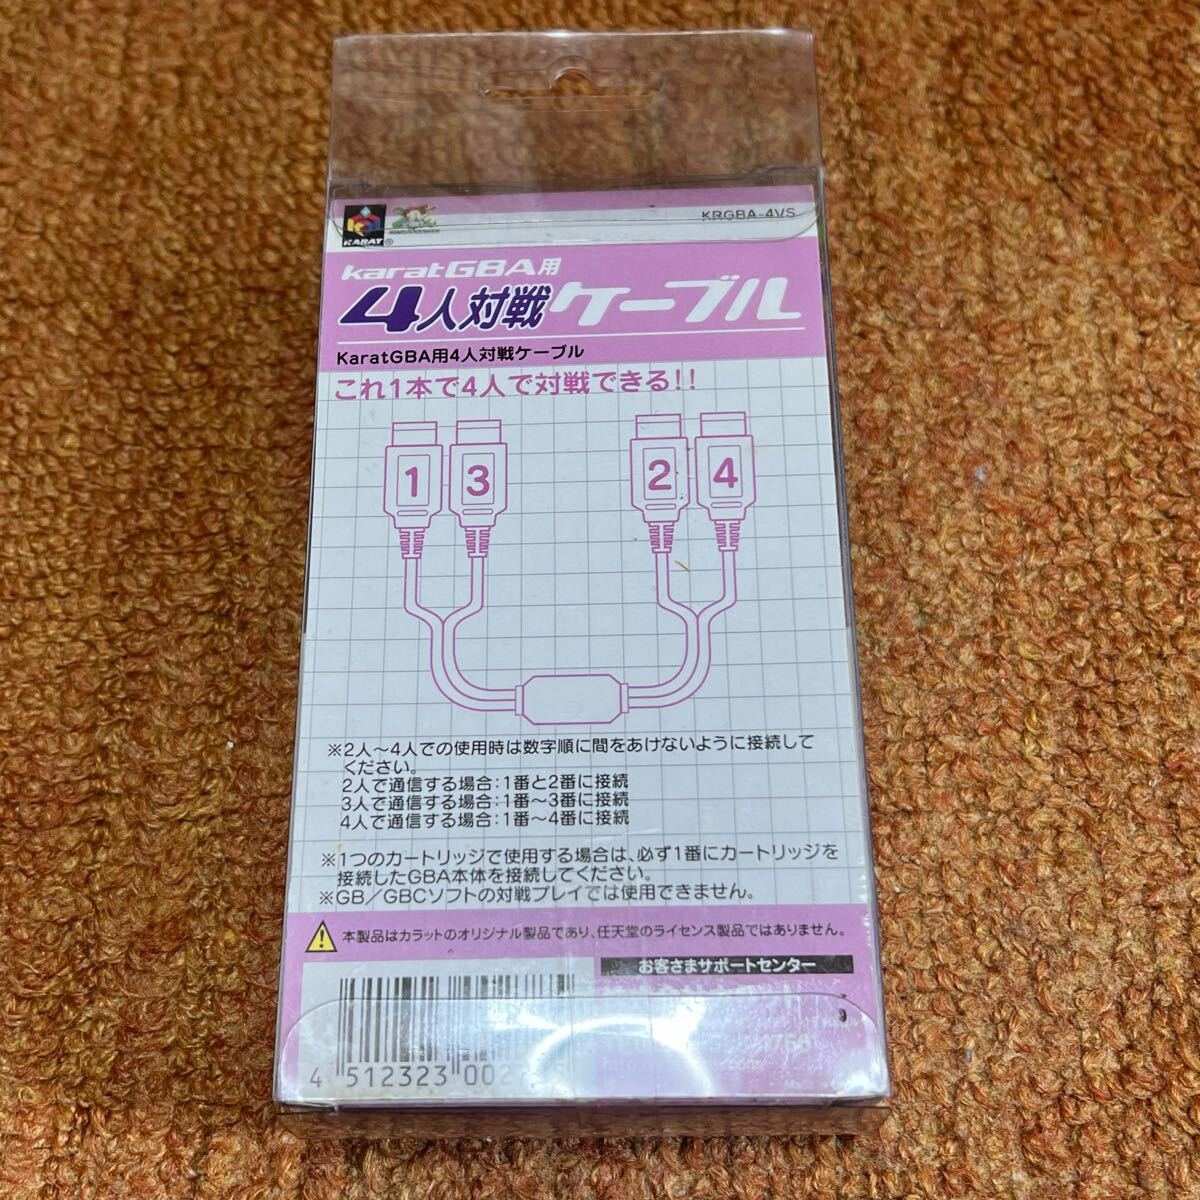 KARAT®
KRGBA-4VS
karatGBA用
4人対戦ケーブル
KaratGBA用4人対戦ケーブル
これ1本で4人で対戦できる!!
1 3 2 4
※2人～4人での使用時は数字順に間をあけないように接続して
ください。
2人で通信する場合:1番と2番に接続
3人で通信する場合:1番～3番に接続
4人で通信する場合:1番～4番に接続
※1つのカートリッジで使用する場合は、必ず1番にカートリッジを
接続したGBA本体を接続してください。
※GB/GBCソフトの対戦プレイでは使用できません。
本製品はカラットのオリジナル製品であり、任天堂のライセンス製品ではありません。
お客さまサポートセンター
4 512323